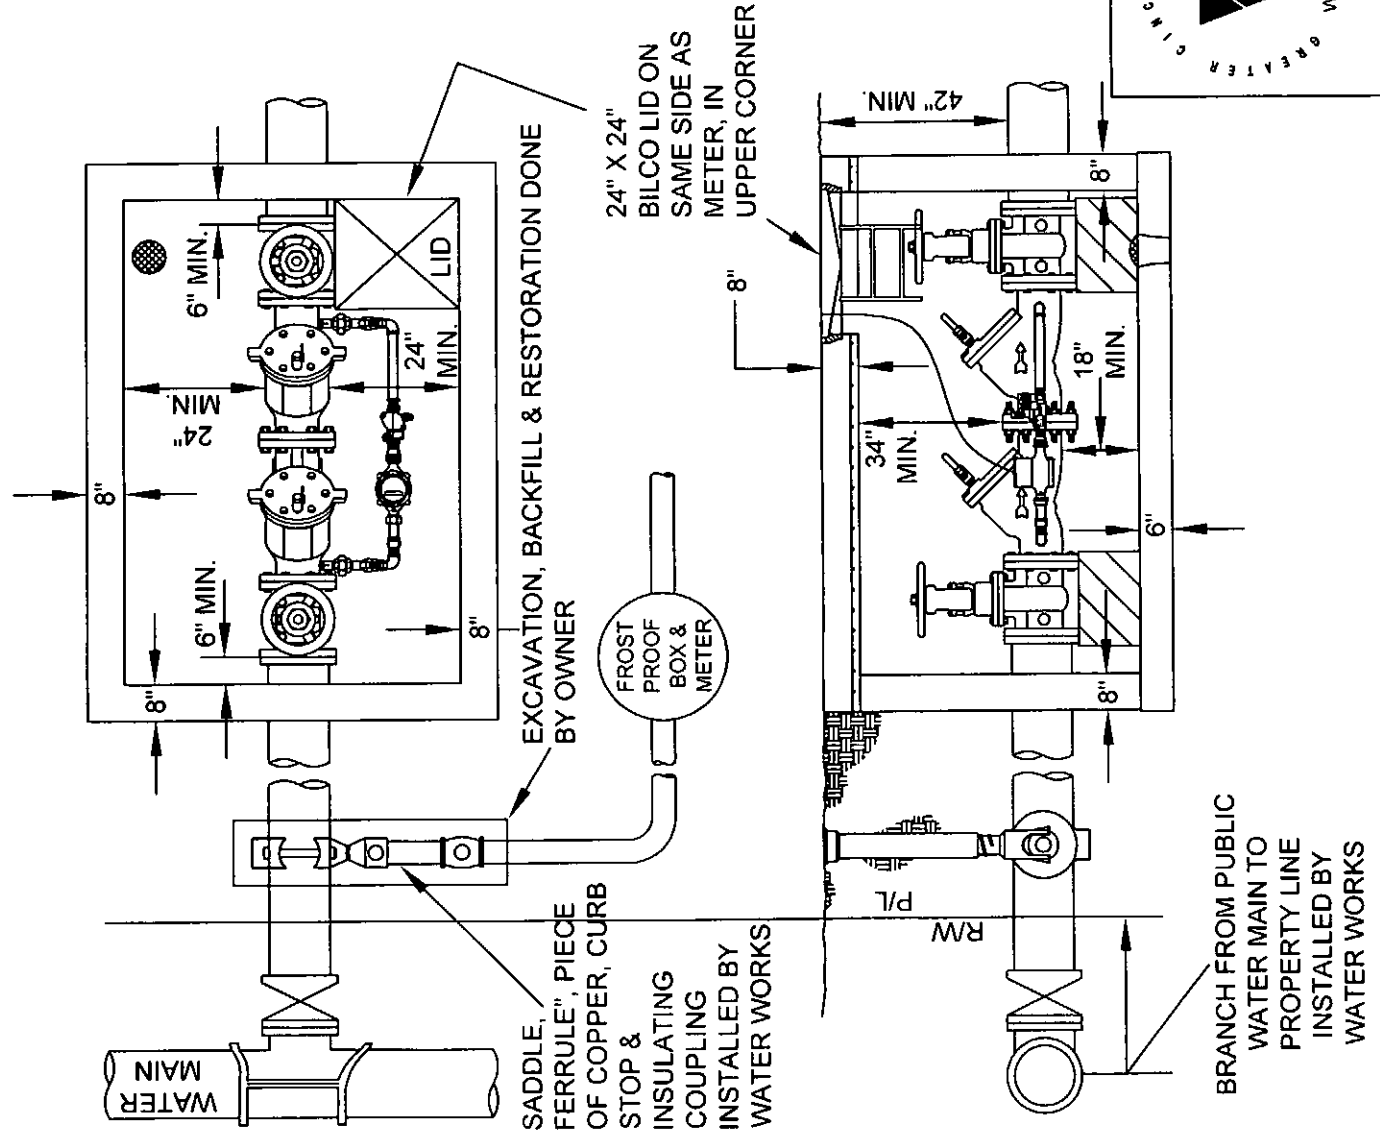 WATER
MAIN
SADDLE,
FERRULE", PIECE
OF COPPER, CURB
STOP &
INSULATING
COUPLING
INSTALLED BY
WATER WORKS
EXCAVATION, BACKFILL & RESTORATION DONE
BY OWNER
FROST
PROOF
BOX &
METER
8"
8"
8"
6" MIN.
6" MIN.
24"
MIN.
24"
MIN.
LID
24" X 24"
BILCO LID ON
SAME SIDE AS
METER, IN
UPPER CORNER
BRANCH FROM PUBLIC
WATER MAIN TO
PROPERTY LINE
INSTALLED BY
WATER WORKS
R/W
P/L
8"
8"
8"
6"
34"
MIN.
18"
MIN.
42" MIN.
GREATER CINC